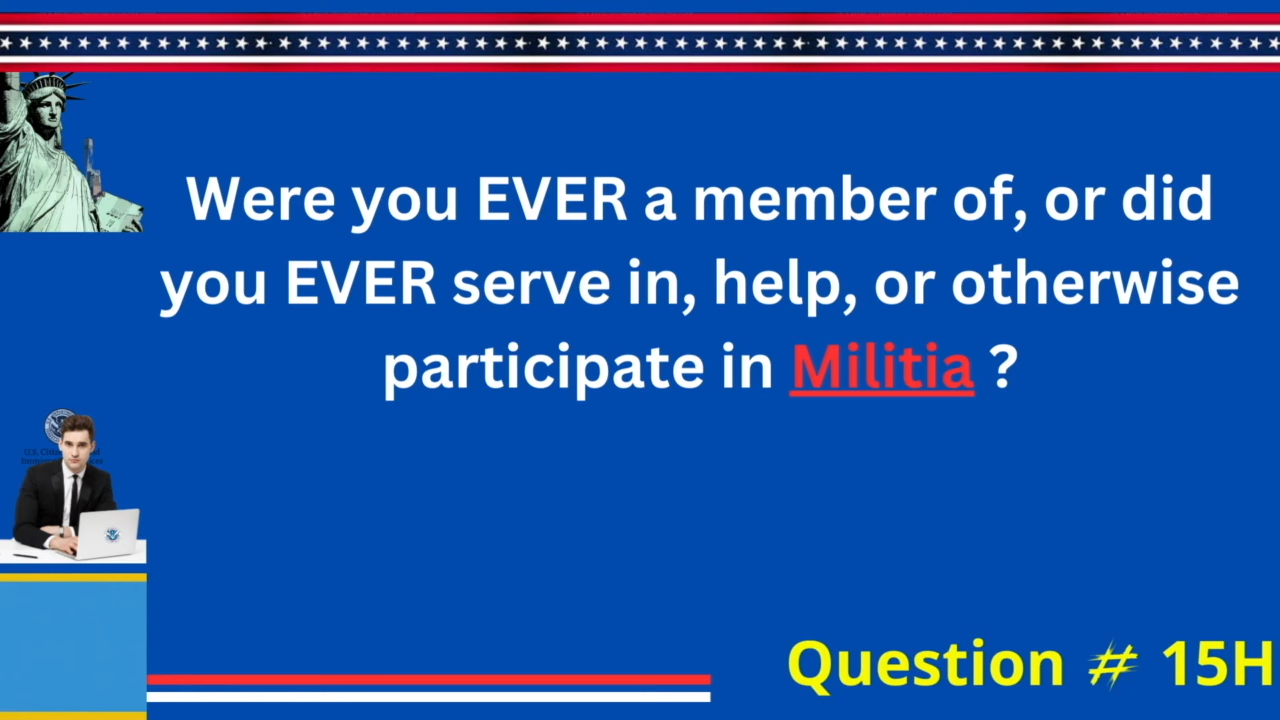 Were you EVER a member of, or did
you EVER serve in, help, or otherwise
participate in Militia ?
Question # 15H